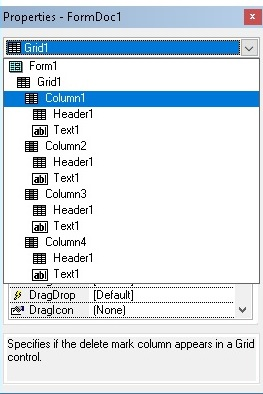 Properties - FormDoc1
Grid1
Form1
Grid1
Column1
Header1
Text1
Column2
Header1
Text1
Column3
Header1
Text1
Column4
Header1
Text1
DragDrop [Default]
DragIcon (None)
Specifies if the delete mark column appears in a Grid
control.